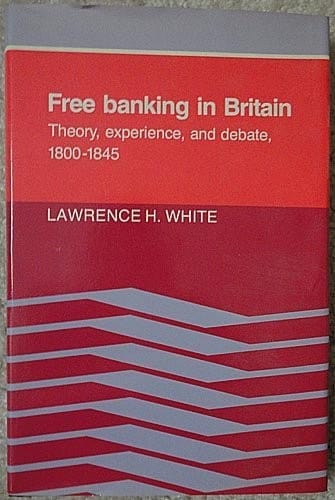 Free banking in Britain
Theory, experience, and debate,
1800-1845
LAWRENCE H. WHITE